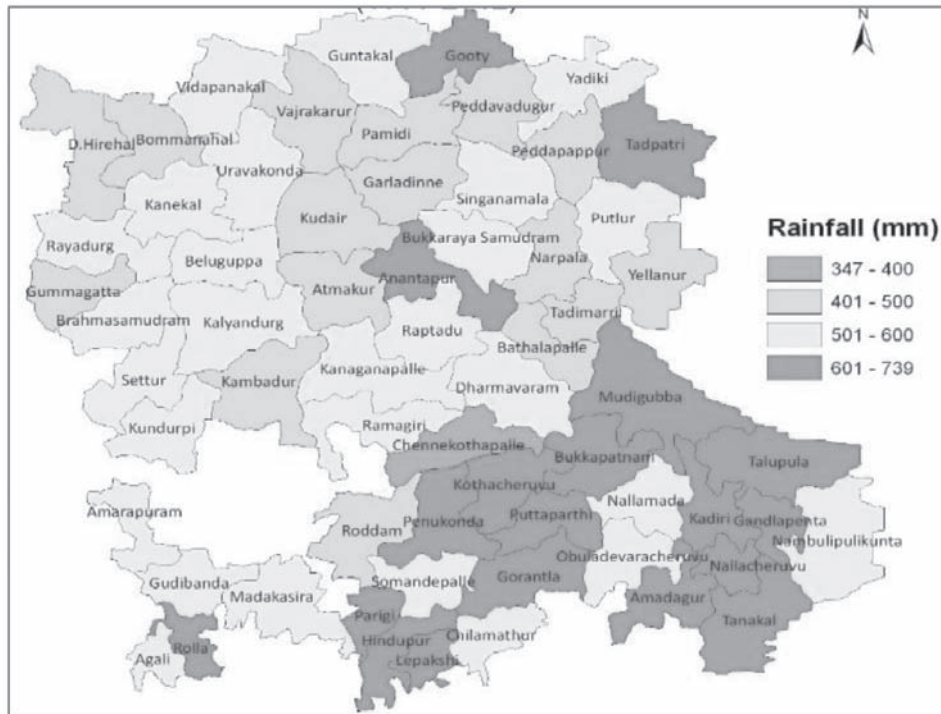 N
Guntakal
Gooty
Yadiki
Vidapanakal
Vajrakarur
Peddavadugur
Pamidi
D.Hirehal
Bommanahal
Peddapappur
Tadpatri
Uravakonda
Garladinne
Kanekal
Singanamala
Kudair
Putlur
Rayadurg
Bukkaraya Samudram
Beluguppa
Narpala
Anantapur
Yellanur
Gummagatta
Atmakur
Brahmasamudram
Kalyandurg
Tadimarri
Raptadu
Bathalapalle
Settur
Kambadur
Kanaganapalle
Dharmavaram
Mudigubba
Kundurpi
Ramagiri
Chennekothapalle
Bukkapatnam
Talupula
Kothacheruvu
Nallamada
Amarapuram
Roddam
Penukonda
Puttaparthi
Kadiri
Gandlapenta
Nambulipulikunta
Obuladevaracheruvu
Nallacheruvu
Gudibanda
Madakasira
Somandepalle
Gorantla
Amadagur
Tanakal
Parigi
Hindupur
Chilamathur
Rolla
Agali
Lepakshi
Rainfall (mm)
347 - 400
401 - 500
501 - 600
601 - 739